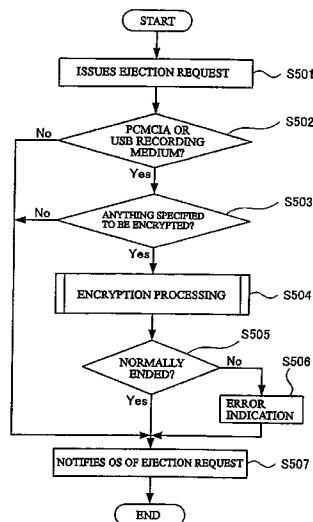 START
ISSUES EJECTION REQUEST
S501
PCMCIA OR
USB RECORDING
MEDIUM?
S502
No
Yes
ANYTHING SPECIFIED
TO BE ENCRYPTED?
S503
No
Yes
ENCRYPTION PROCESSING
S504
NORMALLY
ENDED?
S505
No
Yes
S506
ERROR
INDICATION
NOTIFIES OS OF EJECTION REQUEST
S507
END